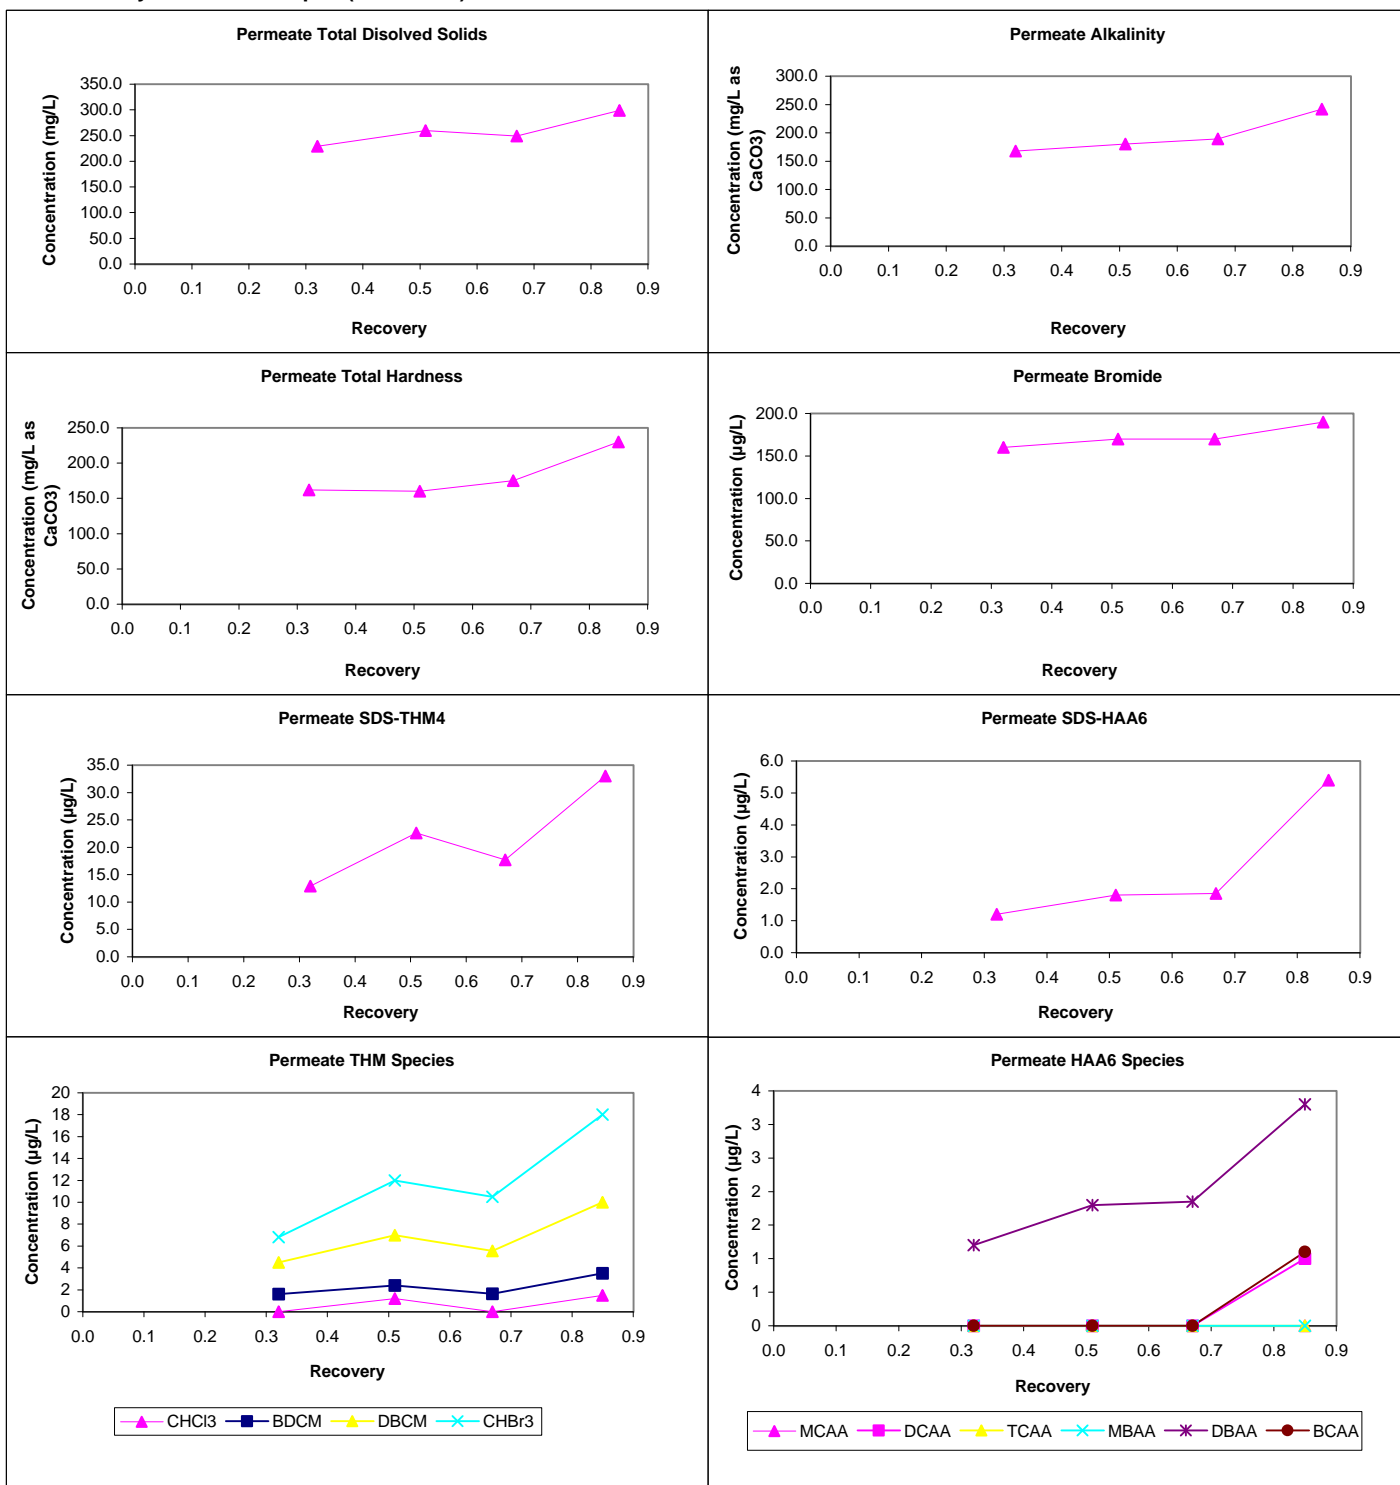 Permeate Total Disolved Solids
350.0
300.0
250.0
200.0
150.0
100.0
50.0
0.0
Concentration (mg/L)
0.0 0.1 0.2 0.3 0.4 0.5 0.6 0.7 0.8 0.9
Recovery
Permeate Alkalinity
300.0
250.0
200.0
150.0
100.0
50.0
0.0
Concentration (mg/L as
CaCO3)
0.0 0.1 0.2 0.3 0.4 0.5 0.6 0.7 0.8 0.9
Recovery
Permeate Total Hardness
250.0
200.0
150.0
100.0
50.0
0.0
Concentration (mg/L as
CaCO3)
0.0 0.1 0.2 0.3 0.4 0.5 0.6 0.7 0.8 0.9
Recovery
Permeate Bromide
200.0
150.0
100.0
50.0
0.0
Concentration (µg/L)
0.0 0.1 0.2 0.3 0.4 0.5 0.6 0.7 0.8 0.9
Recovery
Permeate SDS-THM4
35.0
30.0
25.0
20.0
15.0
10.0
5.0
0.0
Concentration (µg/L)
0.0 0.1 0.2 0.3 0.4 0.5 0.6 0.7 0.8 0.9
Recovery
Permeate SDS-HAA6
6.0
5.0
4.0
3.0
2.0
1.0
0.0
Concentration (µg/L)
0.0 0.1 0.2 0.3 0.4 0.5 0.6 0.7 0.8 0.9
Recovery
Permeate THM Species
20
18
16
14
12
10
8
6
4
2
0
Concentration (µg/L)
0.0 0.1 0.2 0.3 0.4 0.5 0.6 0.7 0.8 0.9
Recovery
CHCl3 BDCM DBCM CHBr3
Permeate HAA6 Species
4
3
3
2
2
1
1
0
Concentration (µg/L)
0.0 0.1 0.2 0.3 0.4 0.5 0.6 0.7 0.8 0.9
Recovery
MCAA DCAA TCAA MBAA DBAA BCAA